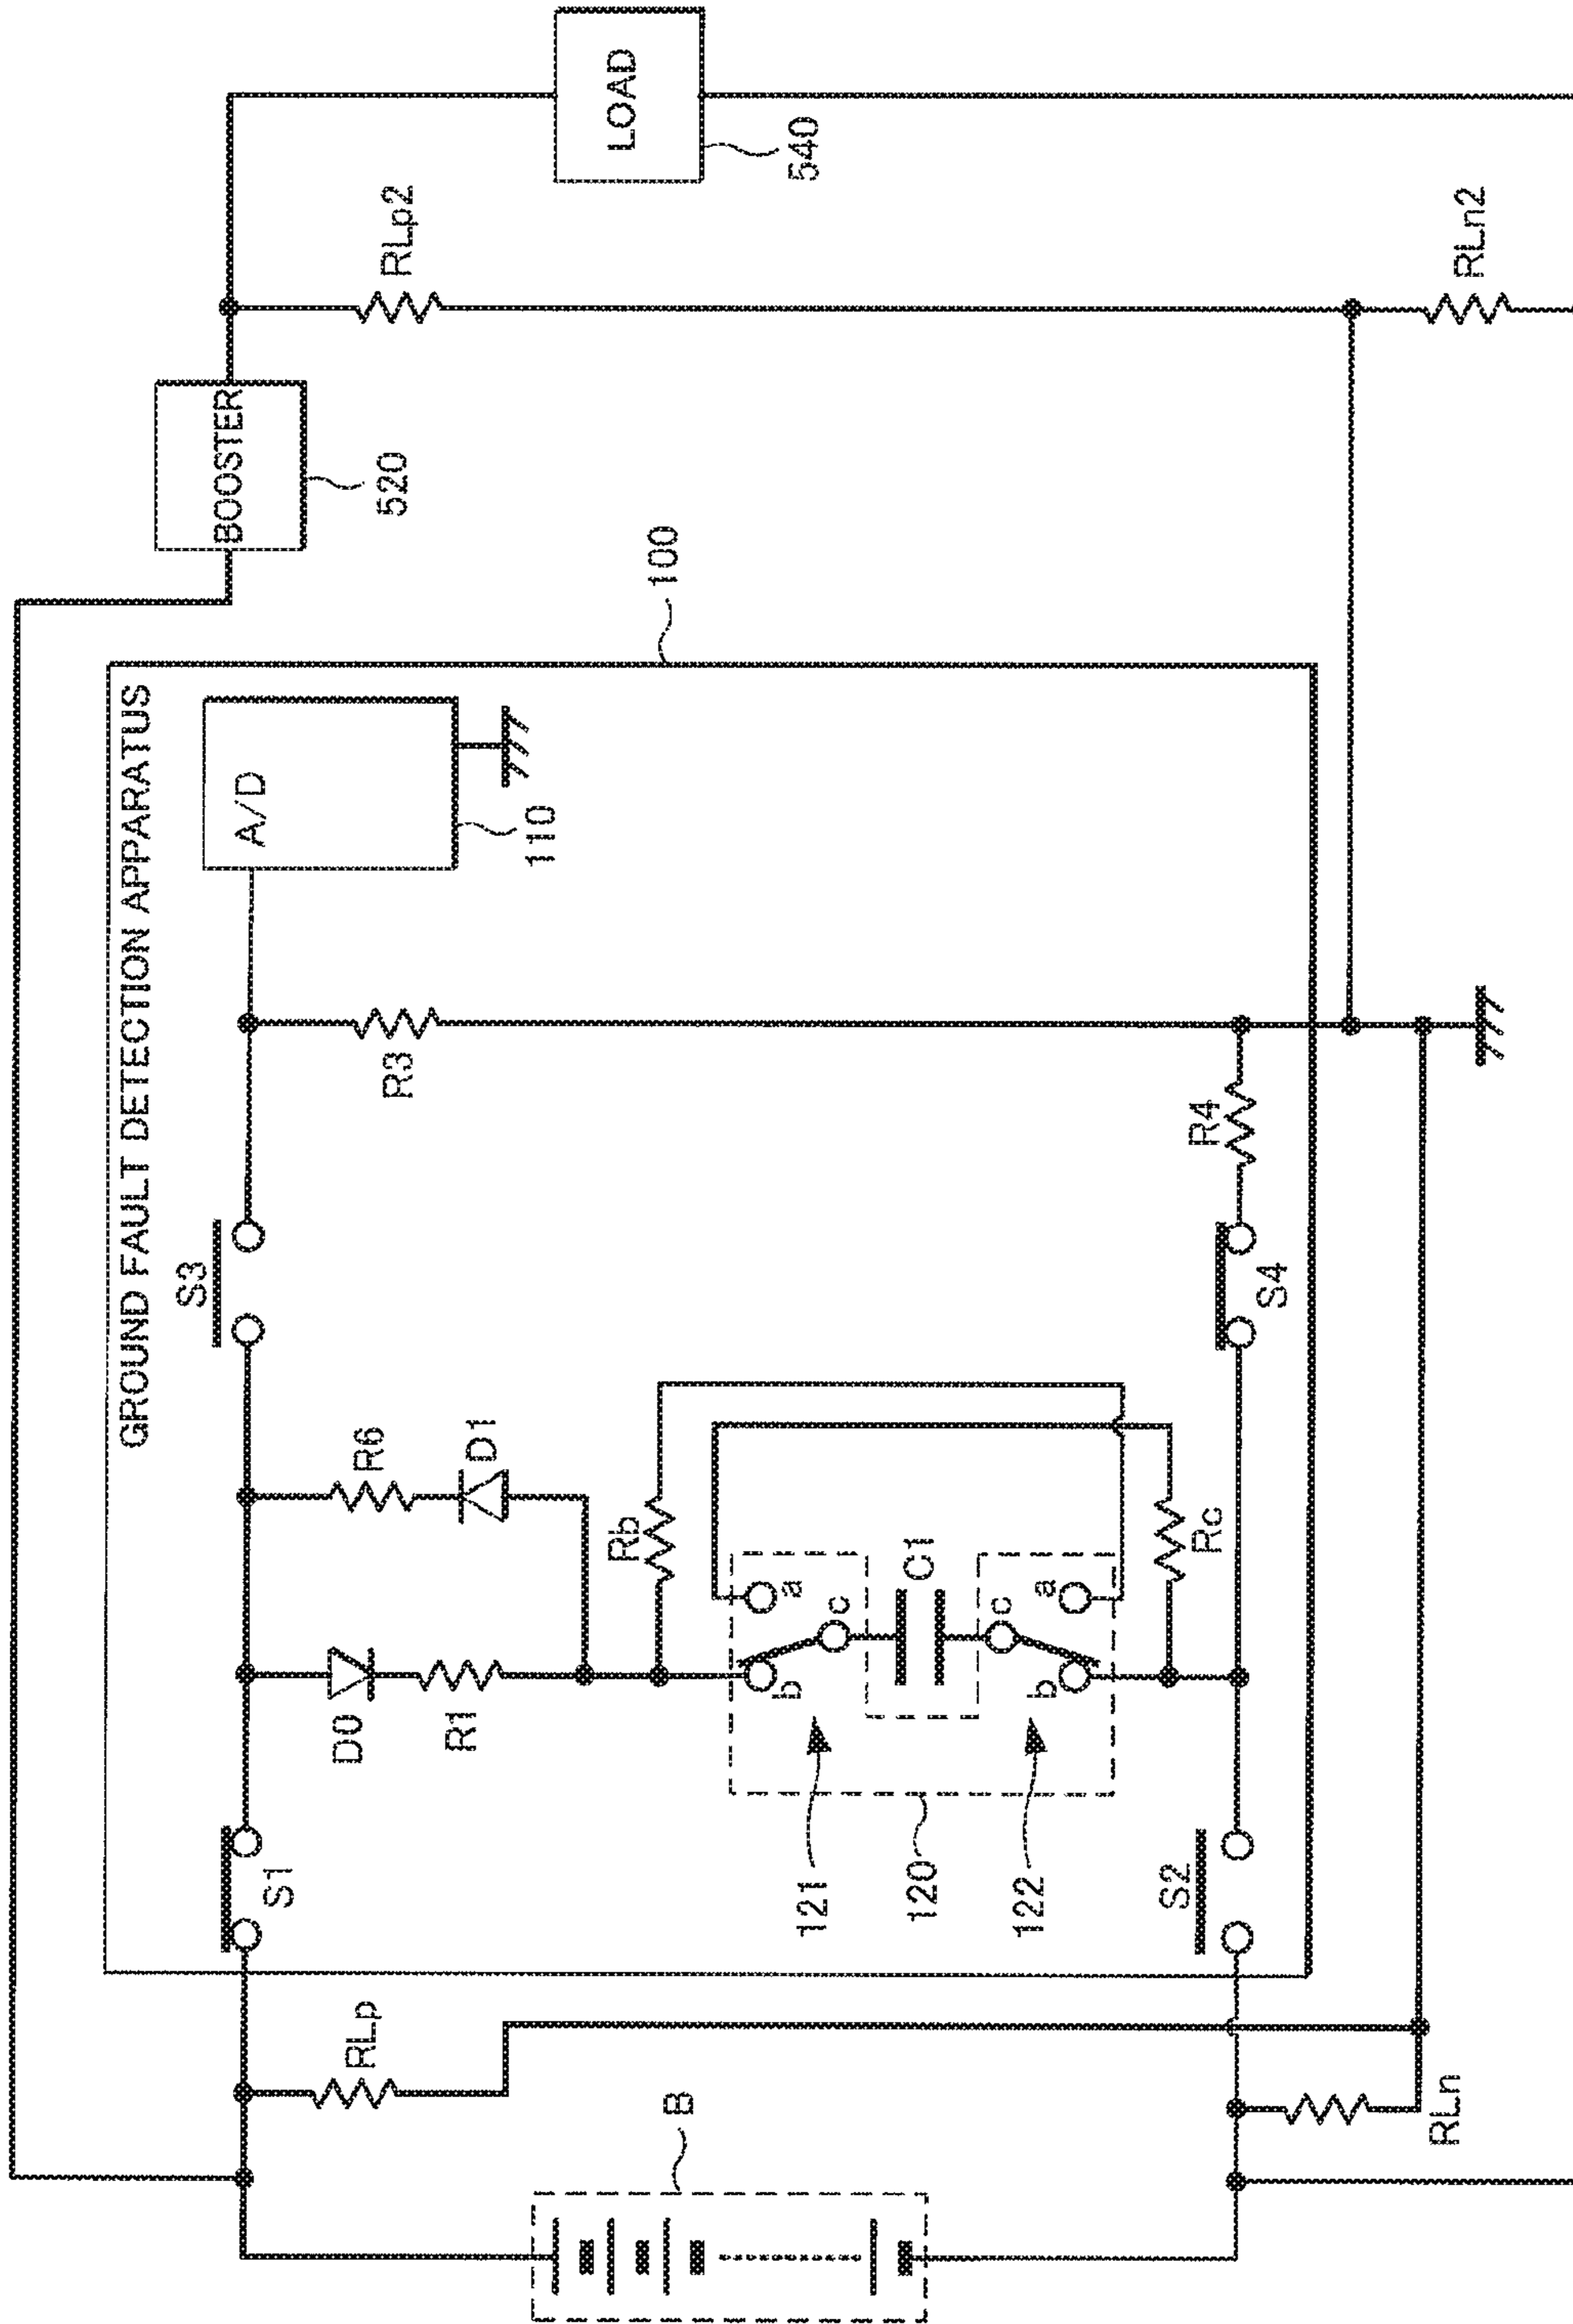 GROUND FAULT DETECTION APPARATUS
100
BOOSTER
520
LOAD
540
RLp2
RLn2
A/D
110
R3
R4
S3
S4
R6
D1
D0
R1
Rb
Rc
C1
a
b
c
a
b
c
121
120
122
S1
S2
RLp
RLn
B